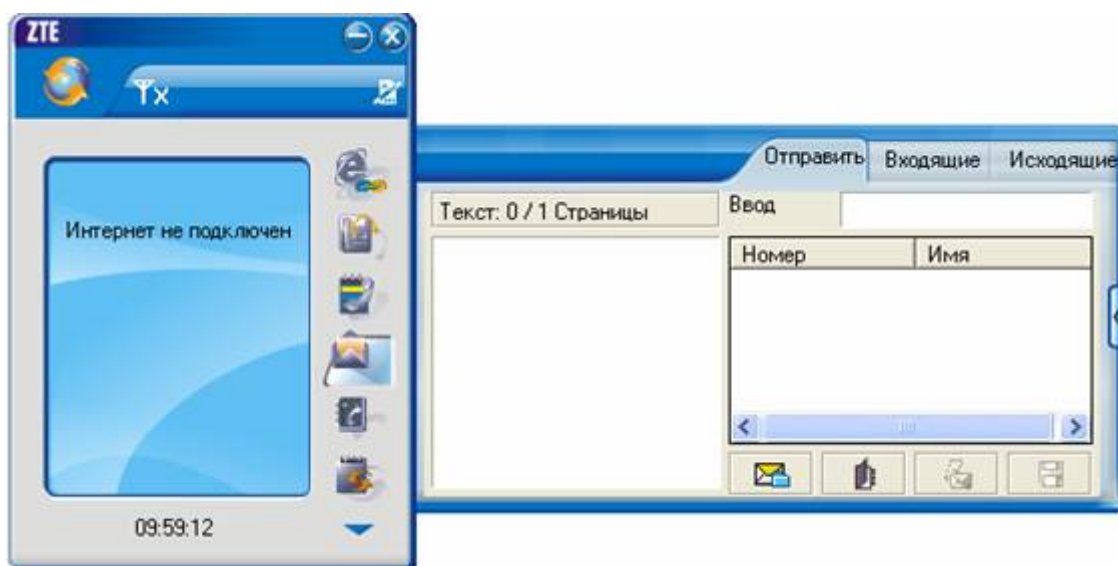 ZTE
Интернет не подключен
09:59:12
Отправить Входящие Исходящие
Текст: 0 / 1 Страницы
Ввод
Номер Имя